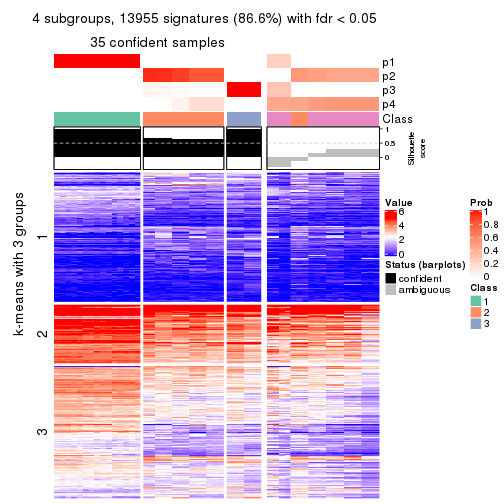 4 subgroups, 13955 signatures (86.6%) with fdr < 0.05
35 confident samples
p1
p2
p3
p4
Class
1
0.5
0
Silhouette
score
k-means with 3 groups
1
2
3
Value
6
4
2
0
Status (barplots)
confident
ambiguous
Prob
1
0.8
0.6
0.4
0.2
0
Class
1
2
3